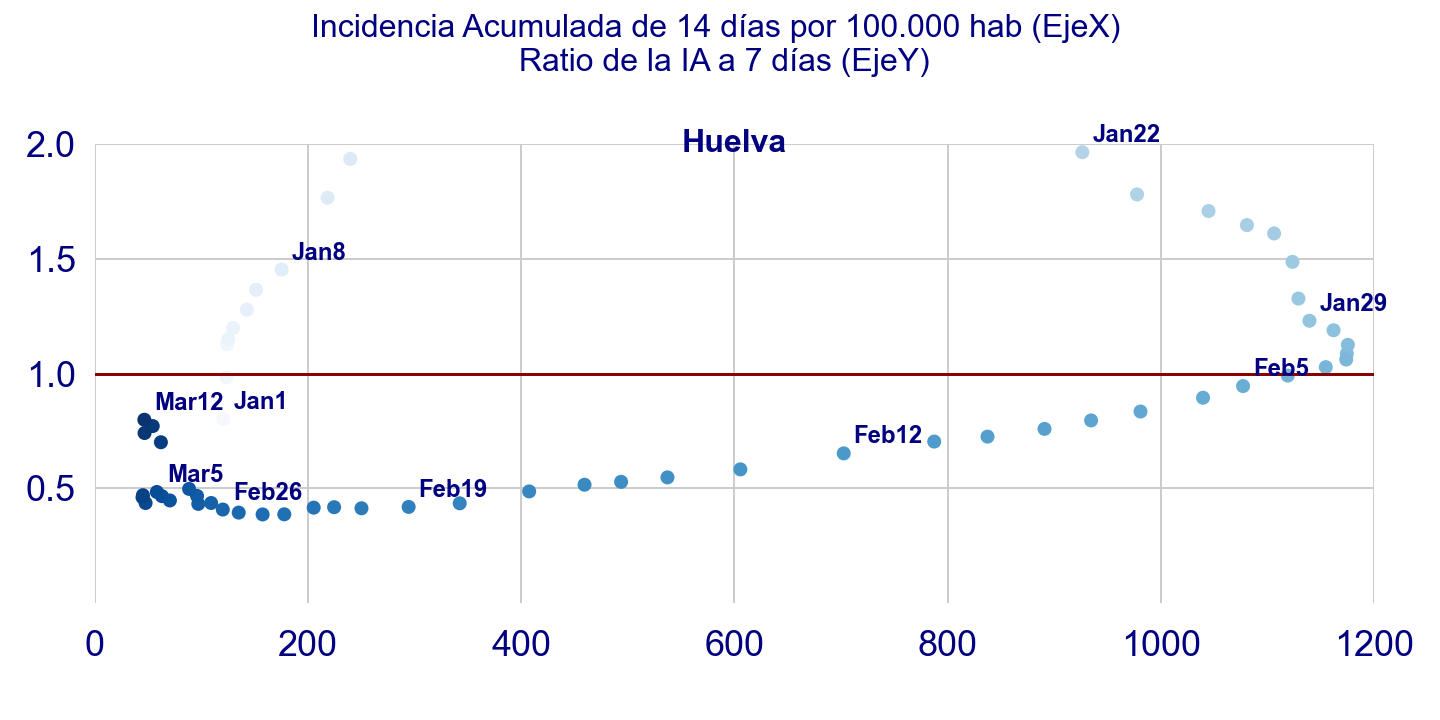 Incidencia Acumulada de 14 días por 100.000 hab (EjeX)
Ratio de la IA a 7 días (EjeY)
Huelva
2.0
Jan22
1.5
Jan8
Jan29
1.0
Feb5
Mar12
Jan1
Feb12
0.5
Mar5
Feb26
Feb19
0
200
400
600
800
1000
1200